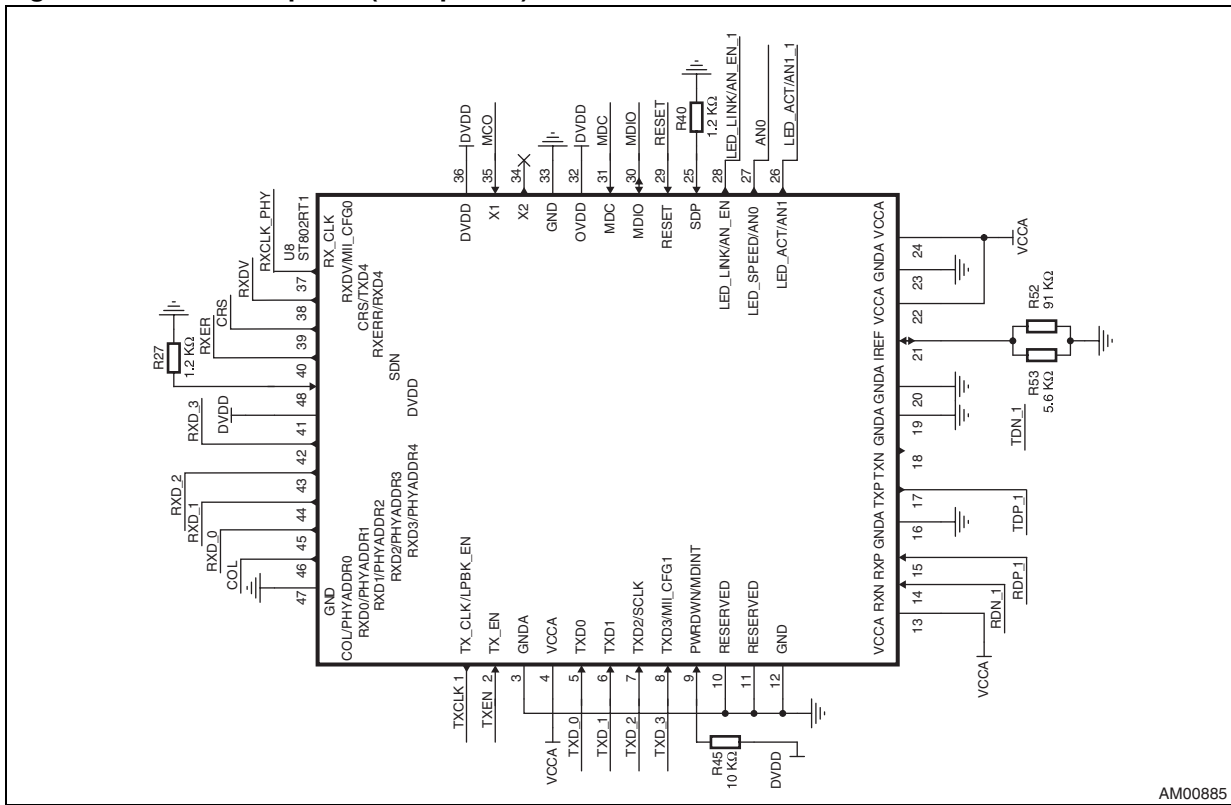 U8
ST802RT1
RXCLK_PHY
37
RX_CLK
RXDV
38
RXDV/MII_CFG0
CRS
39
CRS/TXD4
RXER
40
RXERR/RXD4
R27
1.2 KΩ
48
SDN
DVDD
41
DVDD
RXD_3
42
RXD3/PHYADDR4
RXD_2
43
RXD2/PHYADDR3
RXD_1
44
RXD1/PHYADDR2
RXD_0
45
RXD0/PHYADDR1
COL
46
COL/PHYADDR0
47
GND
DVDD
36
DVDD
X1
35
MCO
X2
34
GND
33
OVDD
32
DVDD
MDC
31
MDC
MDIO
30
MDIO
RESET
29
RESET
SDP
25
R40
1.2 KΩ
LED_LINK/AN_EN
28
LED_LINK/AN_EN_1
LED_SPEED/AN0
27
AN0
LED_ACT/AN1
26
LED_ACT/AN1_1
TXCLK
1
TX_CLK/LPBK_EN
TXEN
2
TX_EN
3
GNDA
VCCA
4
VCCA
TXD_0
5
TXD0
TXD_1
6
TXD1
TXD_2
7
TXD2/SCLK
TXD_3
8
TXD3/MII_CFG1
9
PWRDWN/MDINT
R45
10 KΩ
DVDD
10
RESERVED
11
RESERVED
12
GND
VCCA
13
VCCA
RXN
14
RDN_1
RXP
15
RDP_1
GNDA
16
TXP
17
TDP_1
TXN
18
TDN_1
GNDA
19
GNDA
20
IREF
21
R53
5.6 KΩ
R52
91 KΩ
VCCA
22
GNDA
23
VCCA
24
VCCA
AM00885